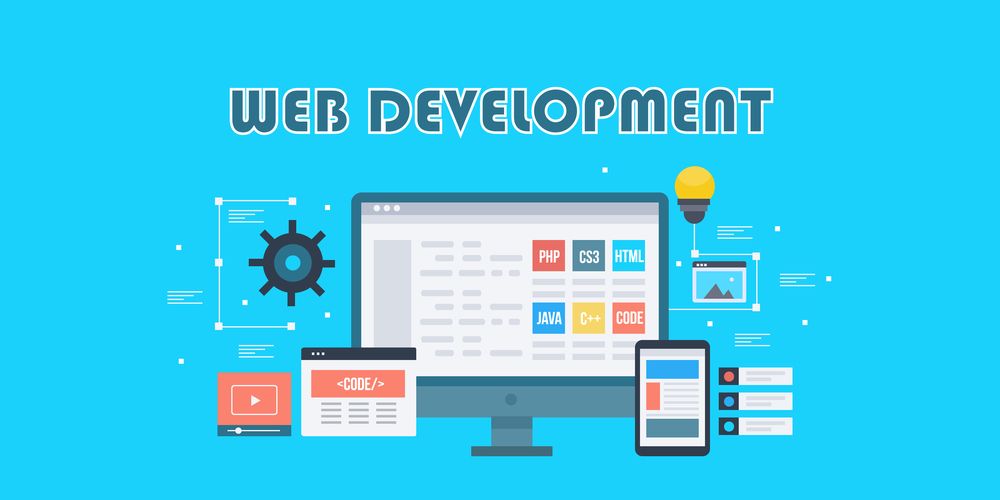 WEB DEVELOPMENT
PHP CS3 HTML
JAVA C++ CODE
<CODE/>